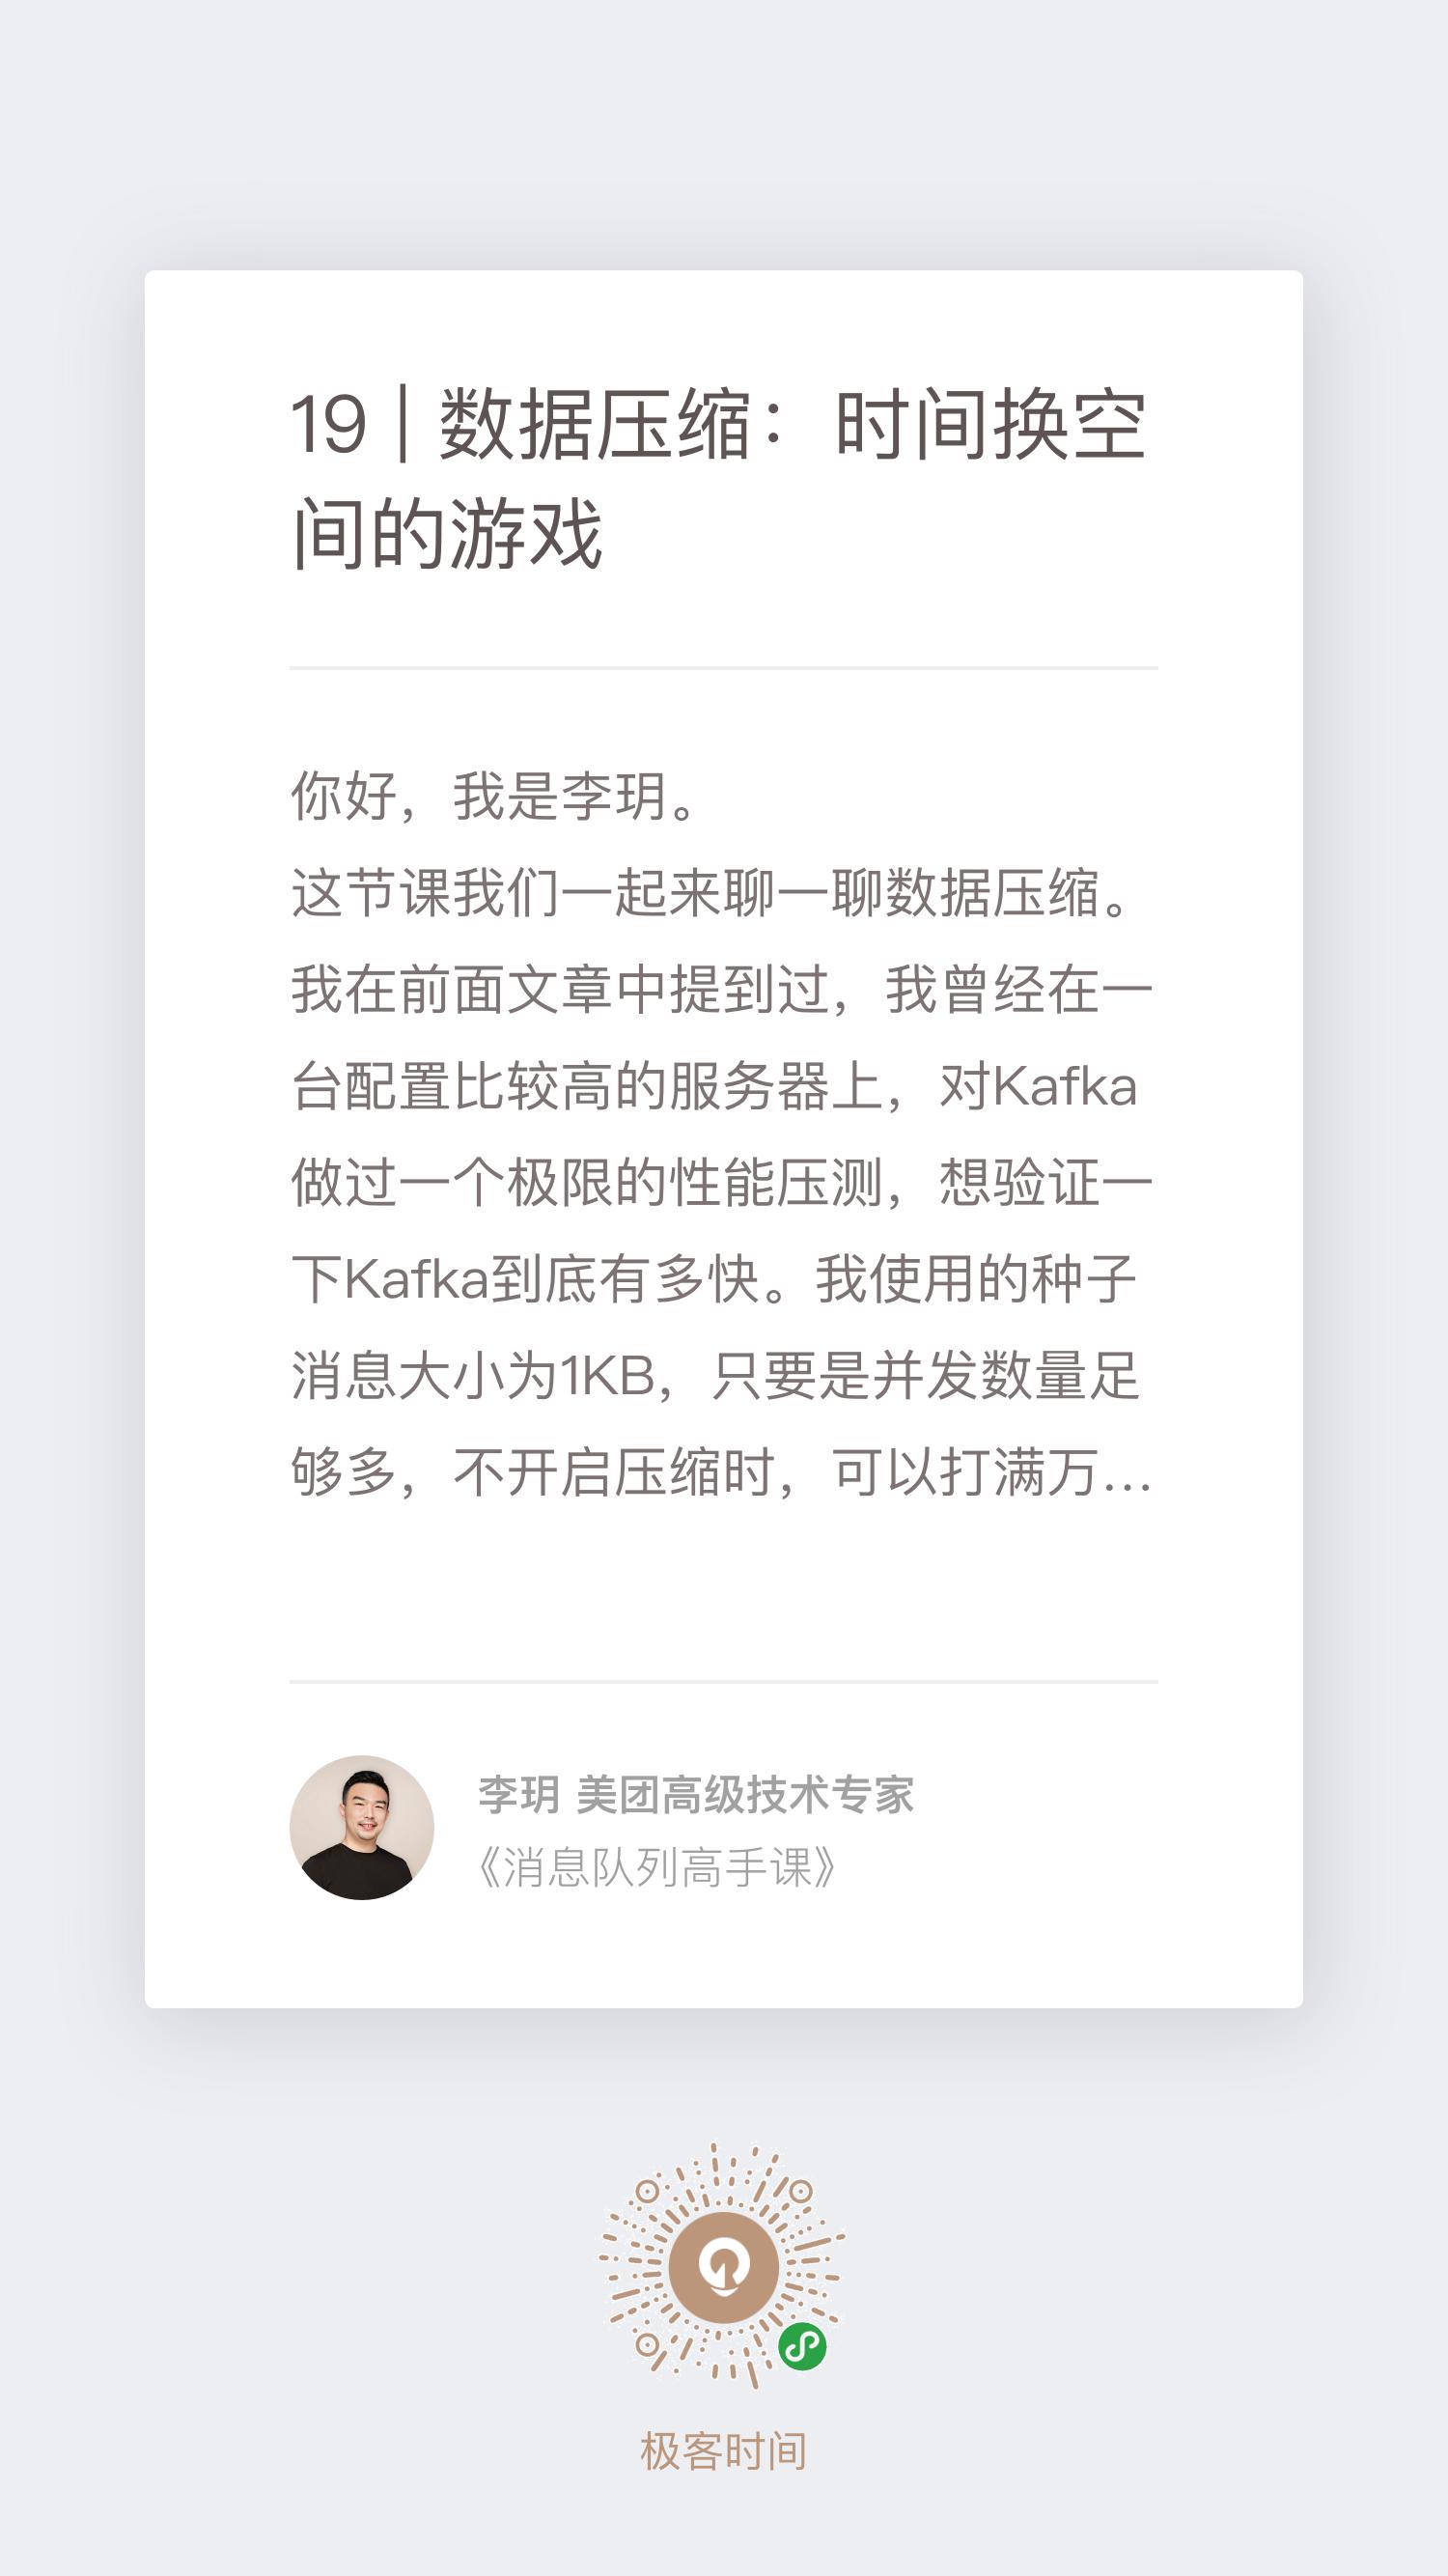 19 | 数据压缩：时间换空
间的游戏
你好，我是李玥。
这节课我们一起来聊一聊数据压缩。
我在前面文章中提到过，我曾经在一
台配置比较高的服务器上，对Kafka
做过一个极限的性能压测，想验证一
下Kafka到底有多快。我使用的种子
消息大小为1KB，只要是并发数量足
够多，不开启压缩时，可以打满万...
李玥 美团高级技术专家
《消息队列高手课》
极客时间